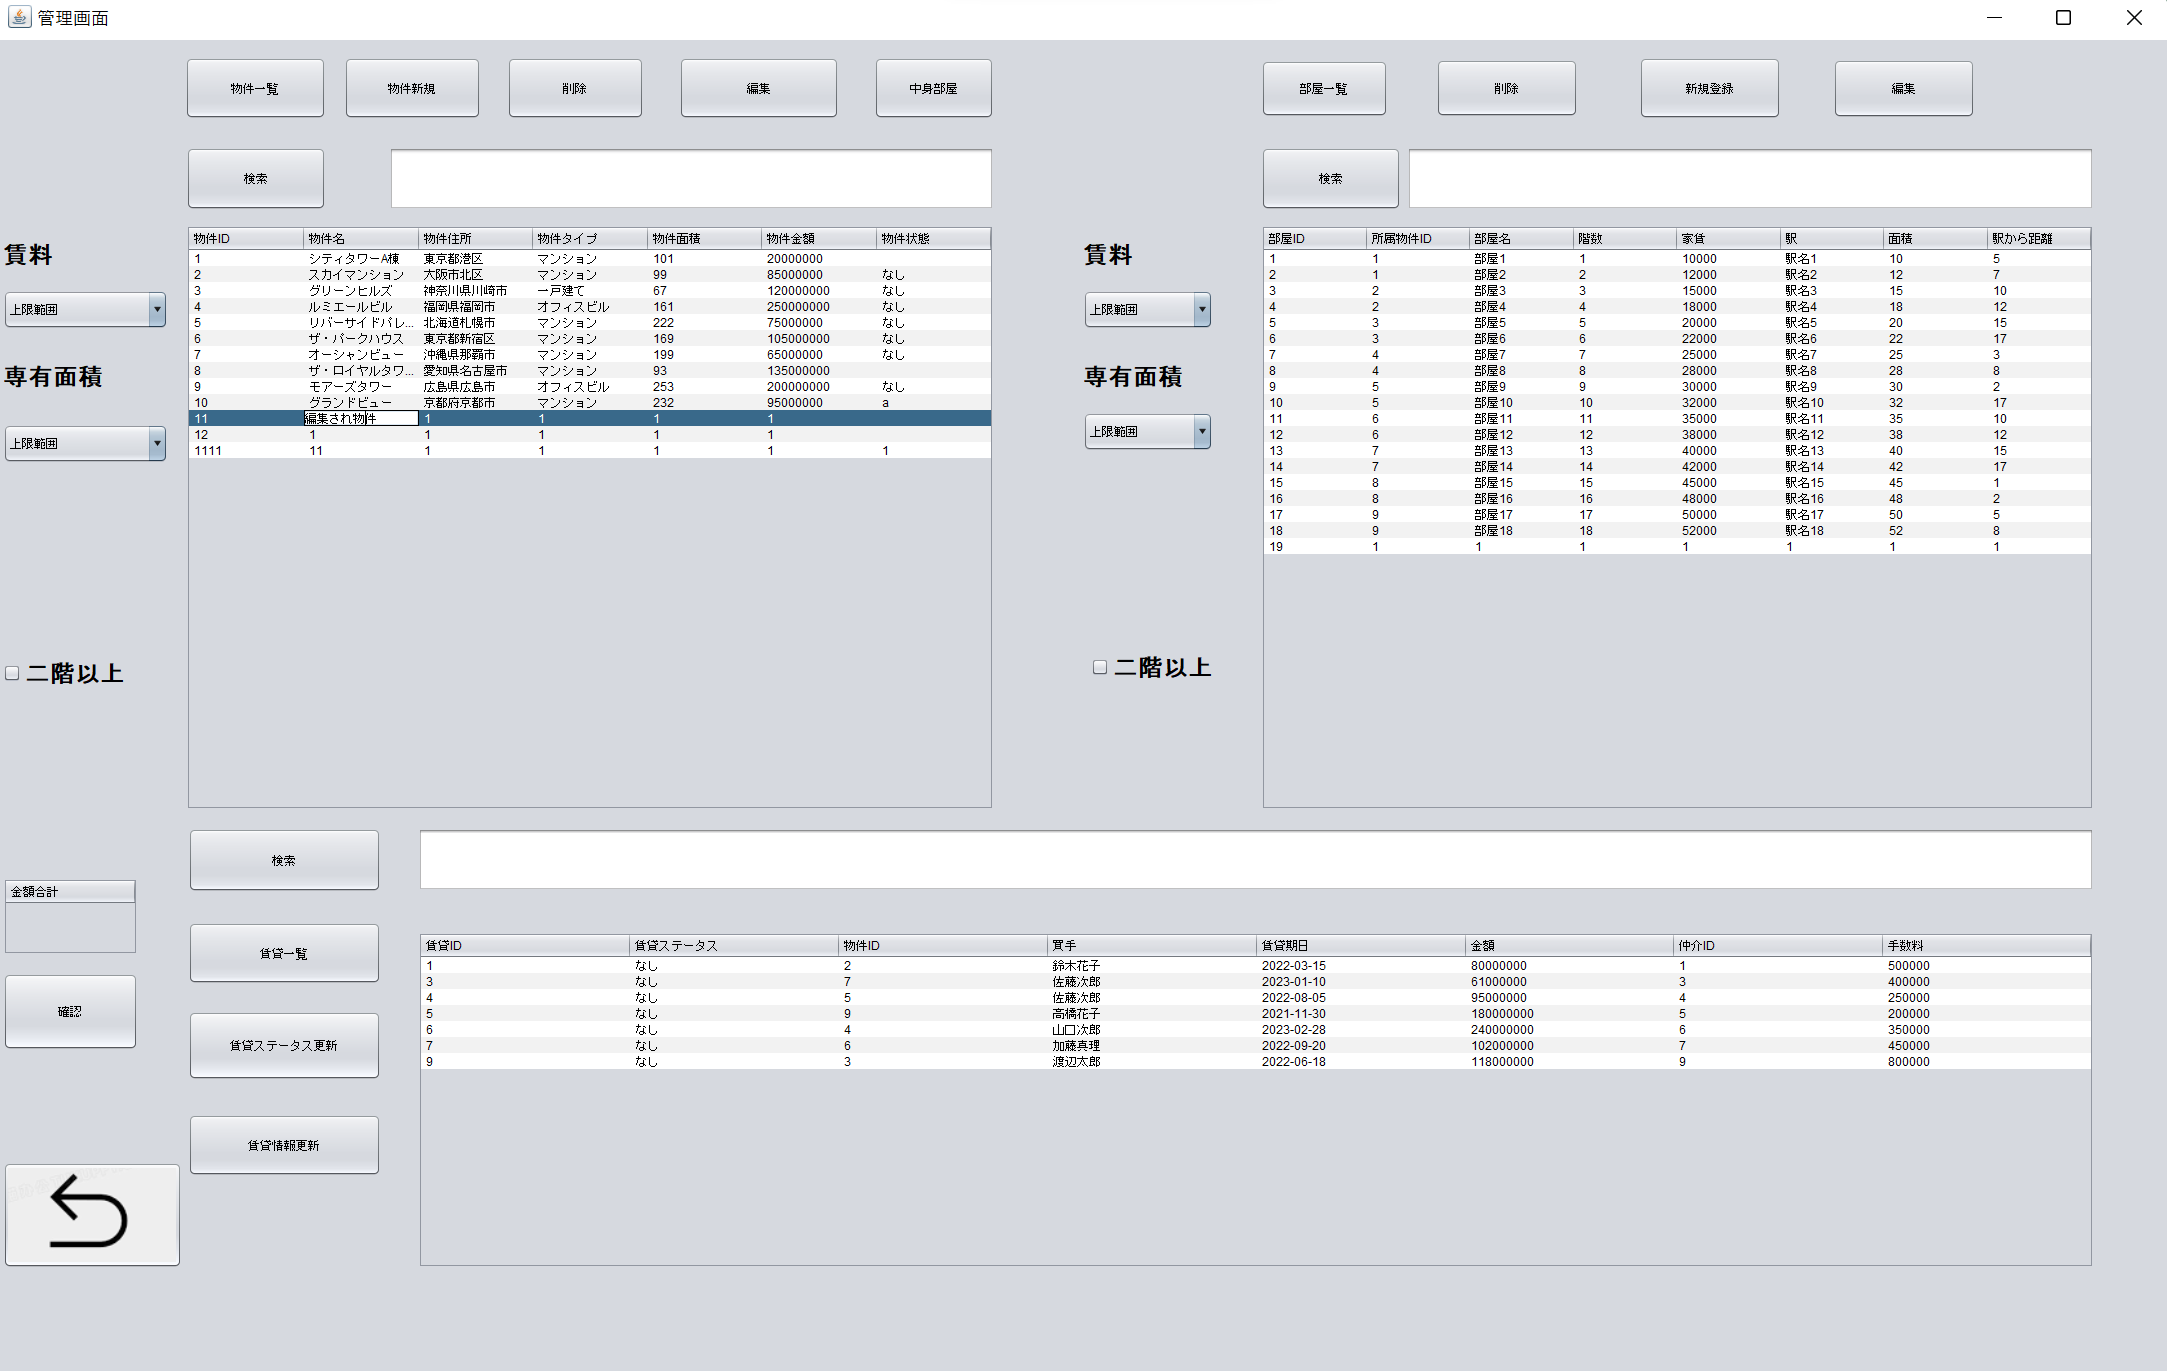 管理画面
物件一覧 物件新規 削除 編集 中身部屋
検索
賃料
上限範囲
専有面積
上限範囲
二階以上
物件ID 物件名 物件住所 物件タイプ 物件面積 物件金額 物件状態
1 シティタワーA棟 東京都港区 マンション 101 20000000
2 スカイマンション 大阪市北区 マンション 99 85000000 なし
3 グリーンヒルズ 神奈川県川崎市 一戸建て 67 120000000 なし
4 ルミエールビル 福岡県福岡市 オフィスビル 161 250000000 なし
5 リバーサイドパレ... 北海道札幌市 マンション 222 75000000 なし
6 ザ・パークハウス 東京都新宿区 マンション 169 105000000 なし
7 オーシャンビュー 沖縄県那覇市 マンション 199 65000000 なし
8 ザ・ロイヤルタワ... 愛知県名古屋市 マンション 93 135000000
9 モアーズタワー 広島県広島市 オフィスビル 253 200000000 なし
10 グランドビュー 京都府京都市 マンション 232 95000000 a
11 編集され物件 1 1 1 1
12 1 1 1 1 1
1111 11 1 1 1 1 1
部屋一覧 削除 新規登録 編集
検索
賃料
上限範囲
専有面積
上限範囲
二階以上
部屋ID 所属物件ID 部屋名 階数 家賃 駅 面積 駅から距離
1 1 部屋1 1 10000 駅名1 10 5
2 1 部屋2 2 12000 駅名2 12 7
3 2 部屋3 3 15000 駅名3 15 10
4 2 部屋4 4 18000 駅名4 18 12
5 3 部屋5 5 20000 駅名5 20 15
6 3 部屋6 6 22000 駅名6 22 17
7 4 部屋7 7 25000 駅名7 25 3
8 4 部屋8 8 28000 駅名8 28 8
9 5 部屋9 9 30000 駅名9 30 2
10 5 部屋10 10 32000 駅名10 32 17
11 6 部屋11 11 35000 駅名11 35 10
12 6 部屋12 12 38000 駅名12 38 12
13 7 部屋13 13 40000 駅名13 40 15
14 7 部屋14 14 42000 駅名14 42 17
15 8 部屋15 15 45000 駅名15 45 1
16 8 部屋16 16 48000 駅名16 48 2
17 9 部屋17 17 50000 駅名17 50 5
18 9 部屋18 18 52000 駅名18 52 8
19 1 1 1 1 1 1 1
検索
金額合計
確認
賃貸一覧
賃貸ステータス更新
賃貸情報更新
賃貸ID 賃貸ステータス 物件ID 買手 賃貸期日 金額 仲介ID 手数料
1 なし 2 鈴木花子 2022-03-15 80000000 1 500000
3 なし 7 佐藤次郎 2023-01-10 61000000 3 400000
4 なし 5 佐藤次郎 2022-08-05 95000000 4 250000
5 なし 9 高橋花子 2021-11-30 180000000 5 200000
6 なし 4 山口次郎 2023-02-28 240000000 6 350000
7 なし 6 加藤真理 2022-09-20 102000000 7 450000
9 なし 3 渡辺太郎 2022-06-18 118000000 9 800000